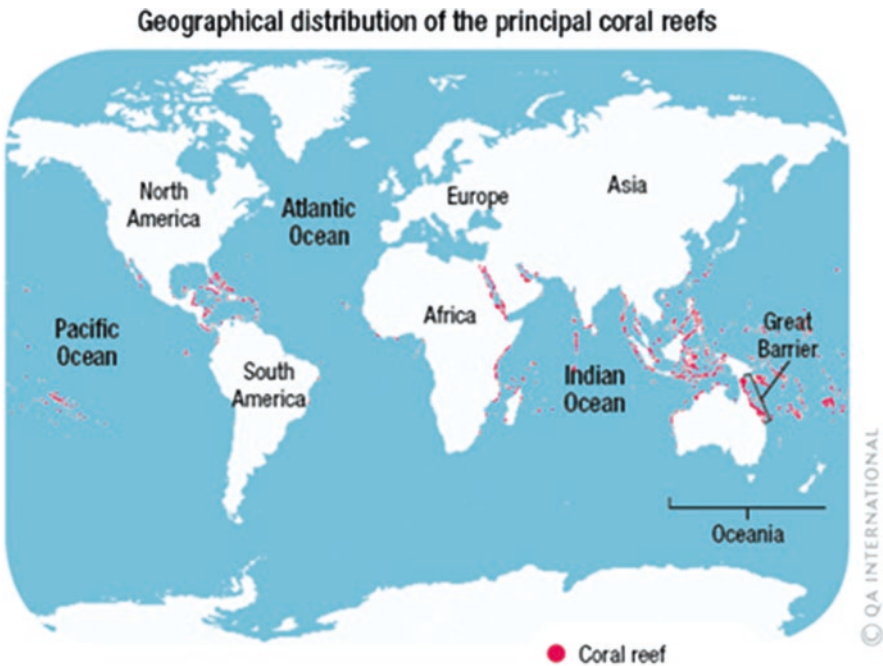 Geographical distribution of the principal coral reefs
North
America
Atlantic
Ocean
Europe
Asia
Pacific
Ocean
Africa
South
America
Indian
Ocean
Great
Barrier
Oceania
Coral reef
© QA INTERNATIONAL